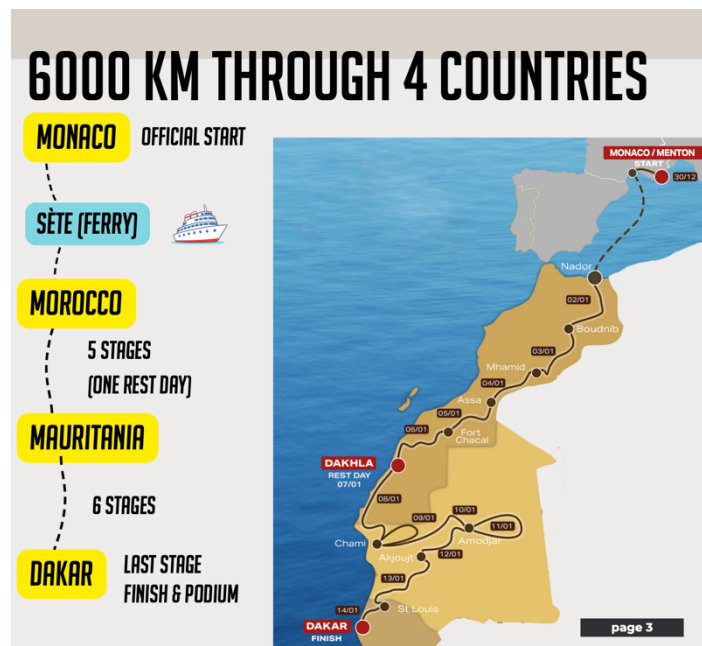 6000 KM THROUGH 4 COUNTRIES
MONACO
OFFICIAL START
SÈTE (FERRY)
MOROCCO
5 STAGES
(ONE REST DAY)
MAURITANIA
6 STAGES
DAKAR
LAST STAGE
FINISH & PODIUM
MONACO / MENTON
START
30/12
Nador
02/01
Boudnib
03/01
Mhamid
04/01
Assa
05/01
Fort
Chacal
06/01
DAKHLA
REST DAY
07/01
08/01
09/01
10/01
11/01
Chami
Amodjar
Akjoujt
12/01
13/01
14/01
St Louis
DAKAR
FINISH
page 3